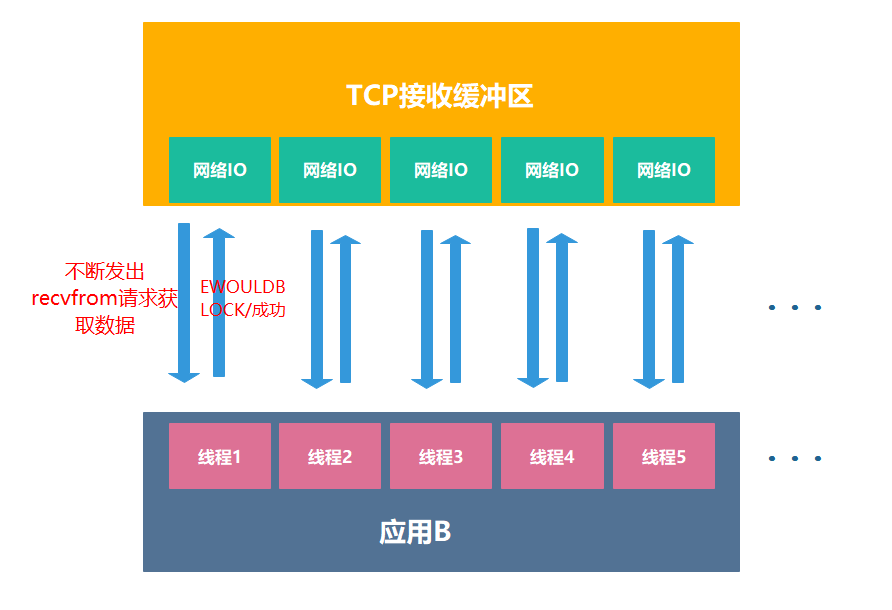 TCP接收缓冲区
网络IO
网络IO
网络IO
网络IO
网络IO
不断发出
recvfrom请求获
取数据
EWOULDB
LOCK/成功
• • •
线程1
线程2
线程3
线程4
线程5
• • •
应用B